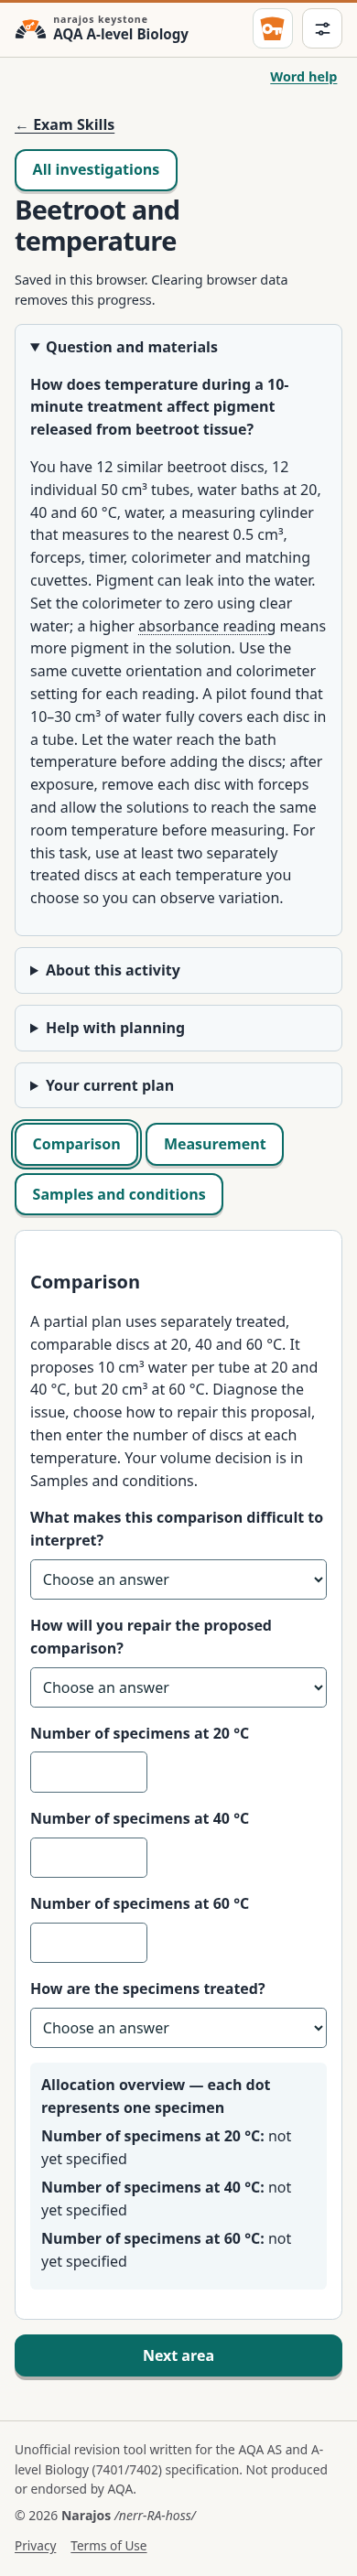 narajos keystone
AQA A-level Biology
Word help
← Exam Skills
All investigations
Beetroot and
temperature
Saved in this browser. Clearing browser data
removes this progress.
▼ Question and materials
How does temperature during a 10-
minute treatment affect pigment
released from beetroot tissue?
You have 12 similar beetroot discs, 12
individual 50 cm³ tubes, water baths at 20,
40 and 60 °C, water, a measuring cylinder
that measures to the nearest 0.5 cm³,
forceps, timer, colorimeter and matching
cuvettes. Pigment can leak into the water.
Set the colorimeter to zero using clear
water; a higher absorbance reading means
more pigment in the solution. Use the
same cuvette orientation and colorimeter
setting for each reading. A pilot found that
10–30 cm³ of water fully covers each disc in
a tube. Let the water reach the bath
temperature before adding the discs; after
exposure, remove each disc with forceps
and allow the solutions to reach the same
room temperature before measuring. For
this task, use at least two separately
treated discs at each temperature you
choose so you can observe variation.
▶ About this activity
▶ Help with planning
▶ Your current plan
Comparison
Measurement
Samples and conditions
Comparison
A partial plan uses separately treated,
comparable discs at 20, 40 and 60 °C. It
proposes 10 cm³ water per tube at 20 and
40 °C, but 20 cm³ at 60 °C. Diagnose the
issue, choose how to repair this proposal,
then enter the number of discs at each
temperature. Your volume decision is in
Samples and conditions.
What makes this comparison difficult to
interpret?
Choose an answer
How will you repair the proposed
comparison?
Choose an answer
Number of specimens at 20 °C
Number of specimens at 40 °C
Number of specimens at 60 °C
How are the specimens treated?
Choose an answer
Allocation overview — each dot
represents one specimen
Number of specimens at 20 °C: not
yet specified
Number of specimens at 40 °C: not
yet specified
Number of specimens at 60 °C: not
yet specified
Next area
Unofficial revision tool written for the AQA AS and A-
level Biology (7401/7402) specification. Not produced
or endorsed by AQA.
© 2026 Narajos /nerr-RA-hoss/
Privacy Terms of Use